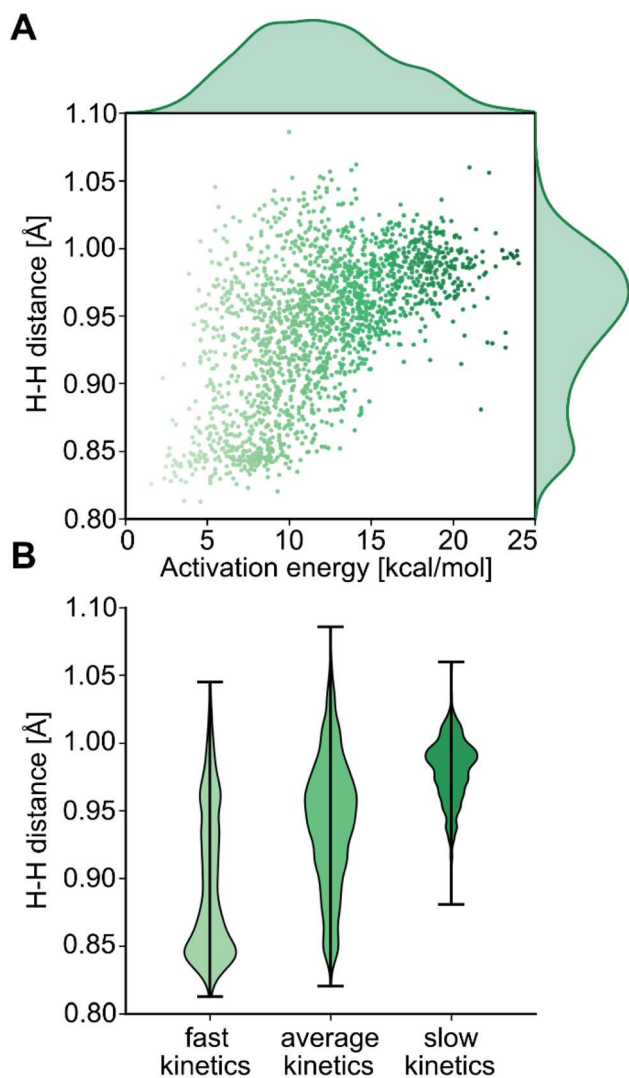 A
H-H distance [Å]
1.10
1.05
1.00
0.95
0.90
0.85
0.80
0 5 10 15 20 25
Activation energy [kcal/mol]
B
H-H distance [Å]
1.10
1.05
1.00
0.95
0.90
0.85
0.80
fast average slow
kinetics kinetics kinetics